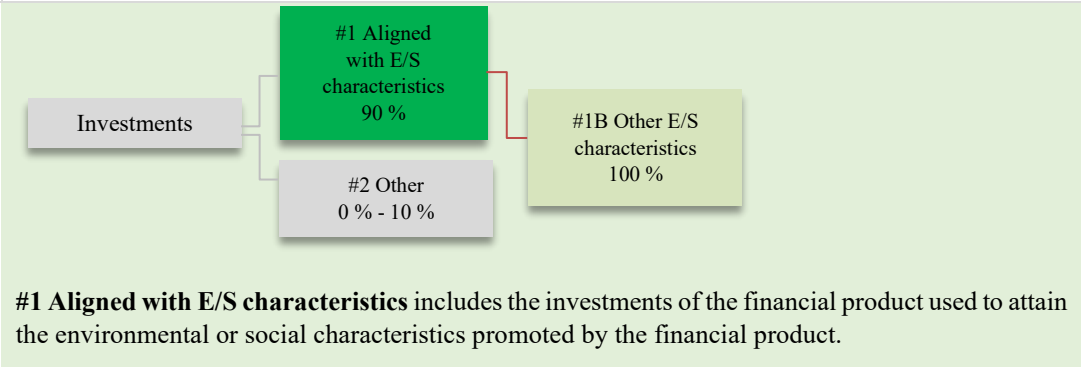 #1 Aligned
with E/S
characteristics
90 %
Investments
#1B Other E/S
characteristics
100 %
#2 Other
0 % - 10 %
#1 Aligned with E/S characteristics includes the investments of the financial product used to attain
the environmental or social characteristics promoted by the financial product.